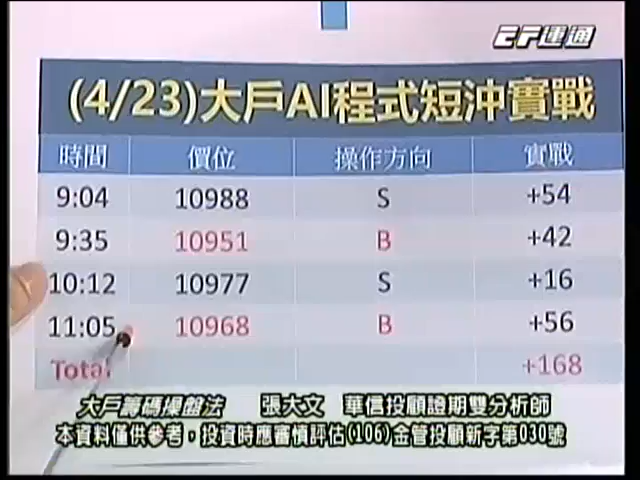 EF運通
(4/23)大戶AI程式短沖實戰
時間 價位 操作方向 實戰
9:04 10988 S +54
9:35 10951 B +42
10:12 10977 S +16
11:05 10968 B +56
Total +168
大戶籌碼操盤法 張大文 華信投顧證期雙分析師
本資料僅供參考，投資時應審慎評估(106)金管投顧新字第030號